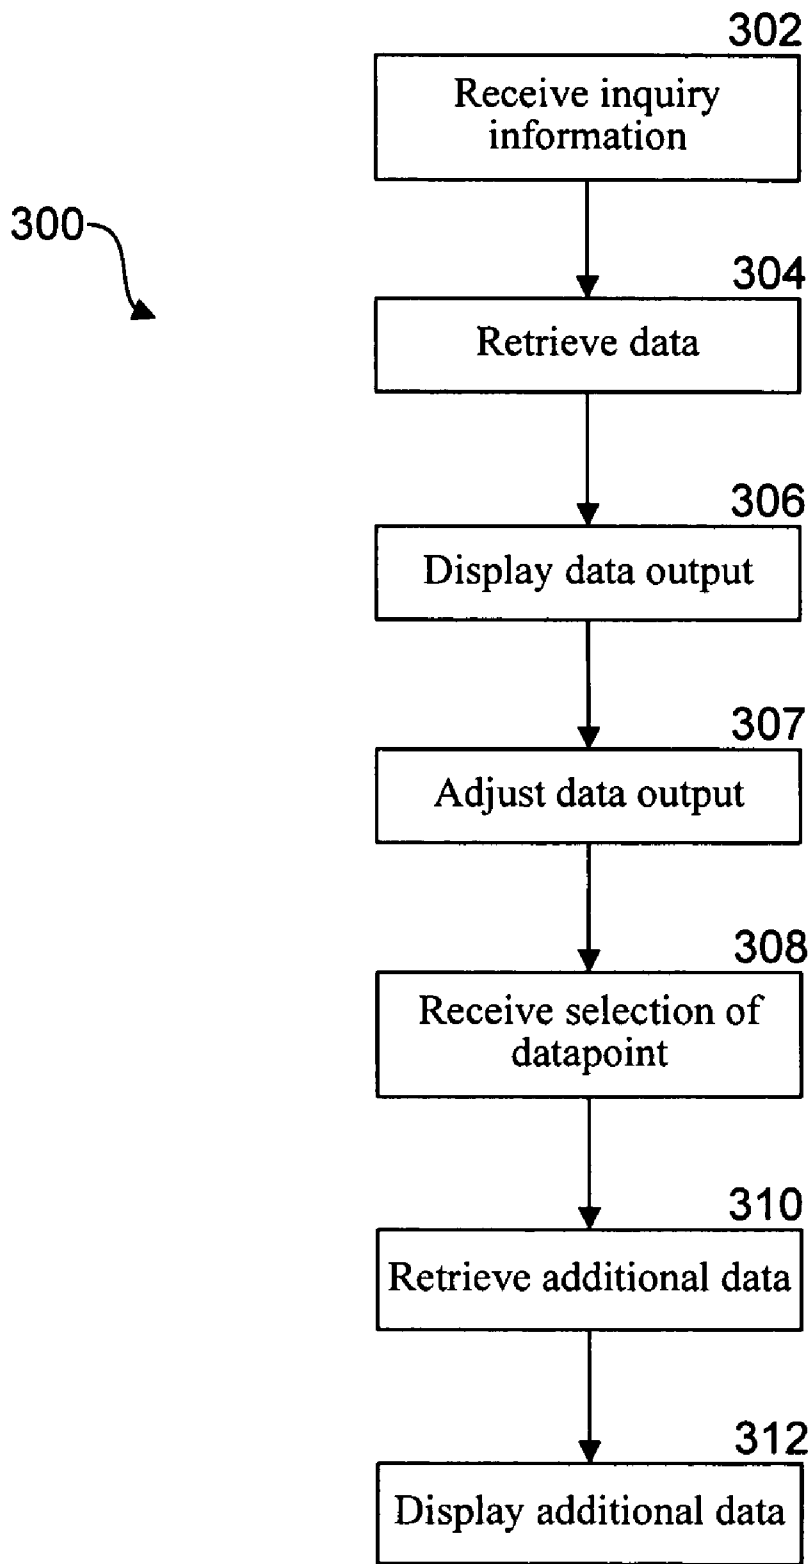 302
Receive inquiry
information
300
304
Retrieve data
306
Display data output
307
Adjust data output
308
Receive selection of
datapoint
310
Retrieve additional data
312
Display additional data